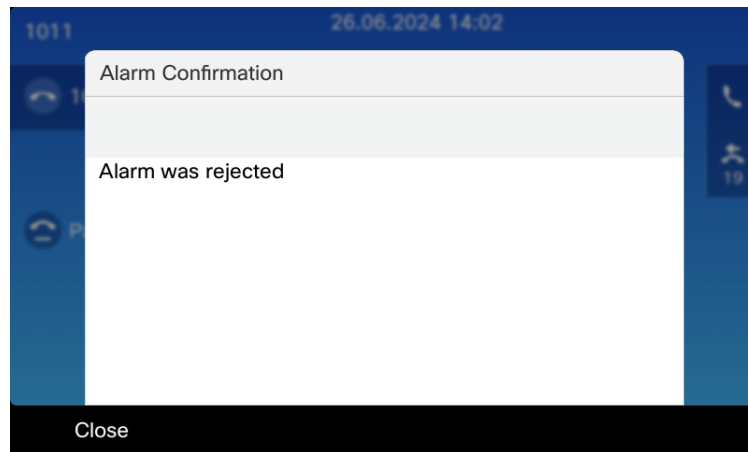 1011
26.06.2024 14:02
Alarm Confirmation
Alarm was rejected
19
Close